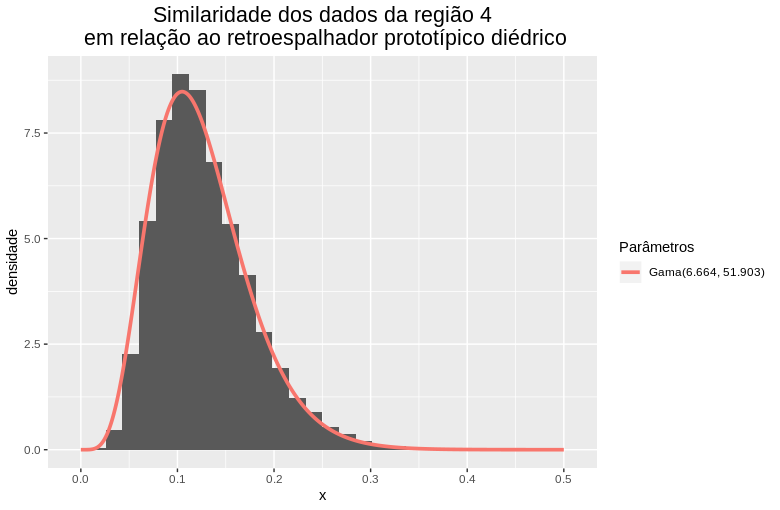 Similaridade dos dados da região 4
em relação ao retroespalhador prototípico diédrico
densidade
7.5
5.0
2.5
0.0
0.0 0.1 0.2 0.3 0.4 0.5
x
Parâmetros
Gama(6.664, 51.903)